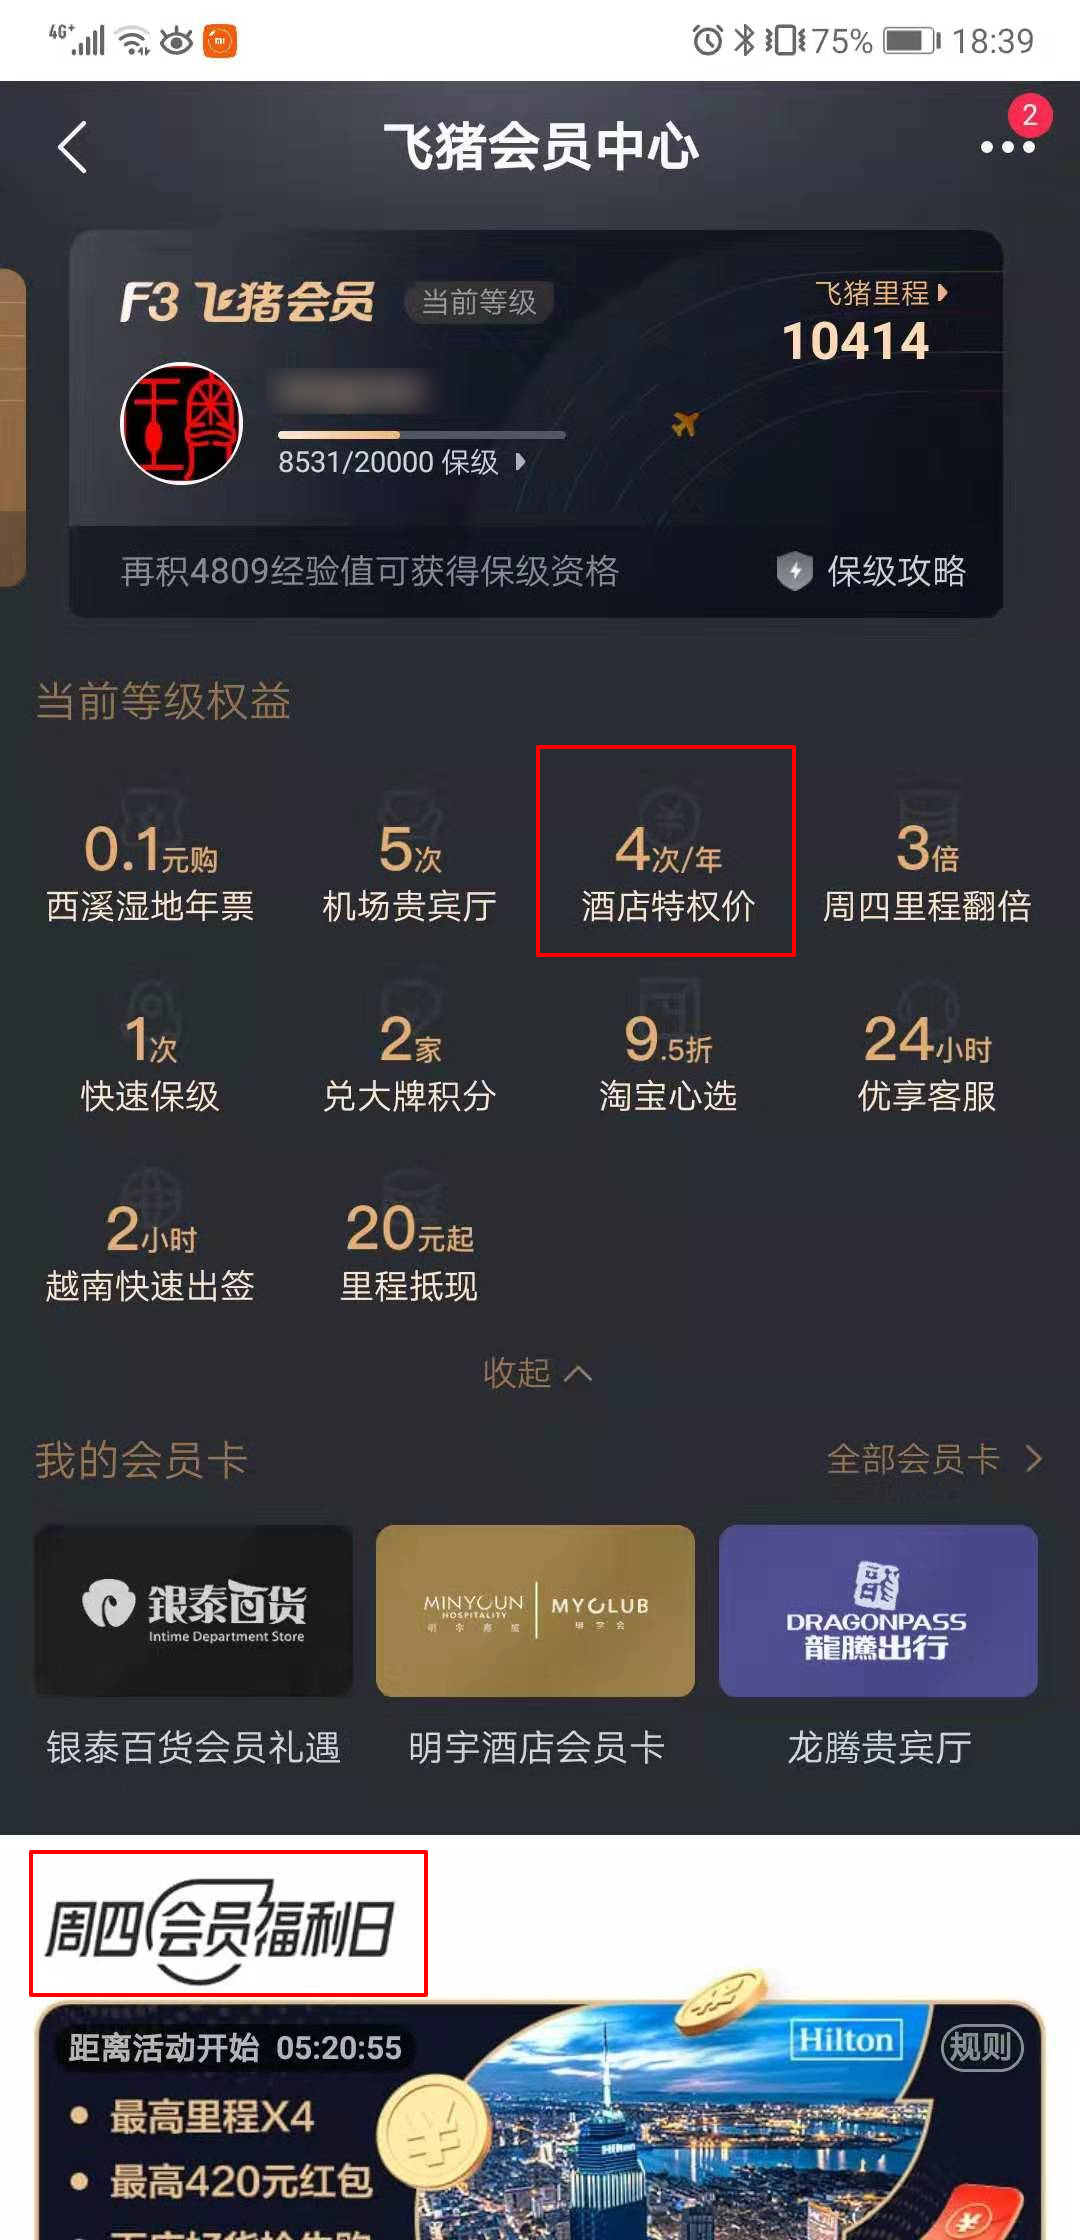 4G+
75% 18:39
飞猪会员中心
2
F3 飞猪会员 当前等级
飞猪里程
10414
8531/20000 保级
再积4809经验值可获得保级资格
保级攻略
当前等级权益
0.1元购
西溪湿地年票
5次
机场贵宾厅
4次/年
酒店特权价
3倍
周四里程翻倍
1次
快速保级
2家
兑大牌积分
9.5折
淘宝心选
24小时
优享客服
2小时
越南快速出签
20元起
里程抵现
收起
我的会员卡
全部会员卡
银泰百货
Intime Department Store
MINYOUN
HOSPITALITY
MYCLUB
DRAGONPASS
龍騰出行
银泰百货会员礼遇
明宇酒店会员卡
龙腾贵宾厅
周四会员福利日
距离活动开始 05:20:55
Hilton
规则
最高里程X4
最高420元红包
Hilton